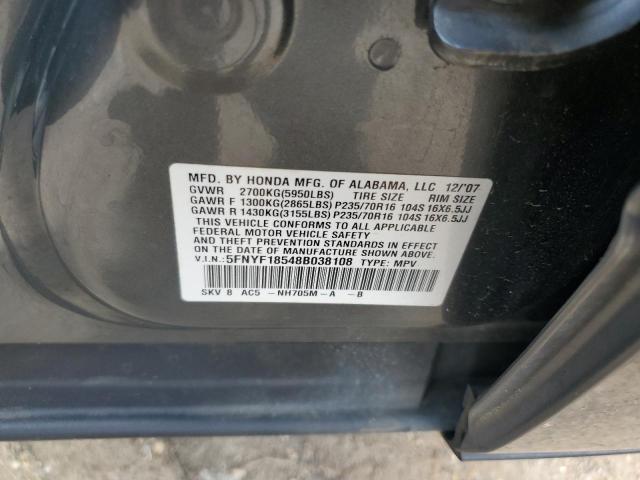 MFD. BY HONDA MFG. OF ALABAMA, LLC 12/'07
GVWR 2700KG(5950LBS) TIRE SIZE RIM SIZE
GAWR F 1300KG(2865LBS) P235/70R16 104S 16X6.5JJ
GAWR R 1430KG(3155LBS) P235/70R16 104S 16X6.5JJ
THIS VEHICLE CONFORMS TO ALL APPLICABLE
FEDERAL MOTOR VEHICLE SAFETY
AND THEFT PREVENTION STANDARDS IN EFFECT
ON THE DATE OF MANUFACTURE SHOWN ABOVE.
V.I.N.: 5FNYF18548B038108 TYPE: MPV
SKV 8 AC5 -NH705M-A -B